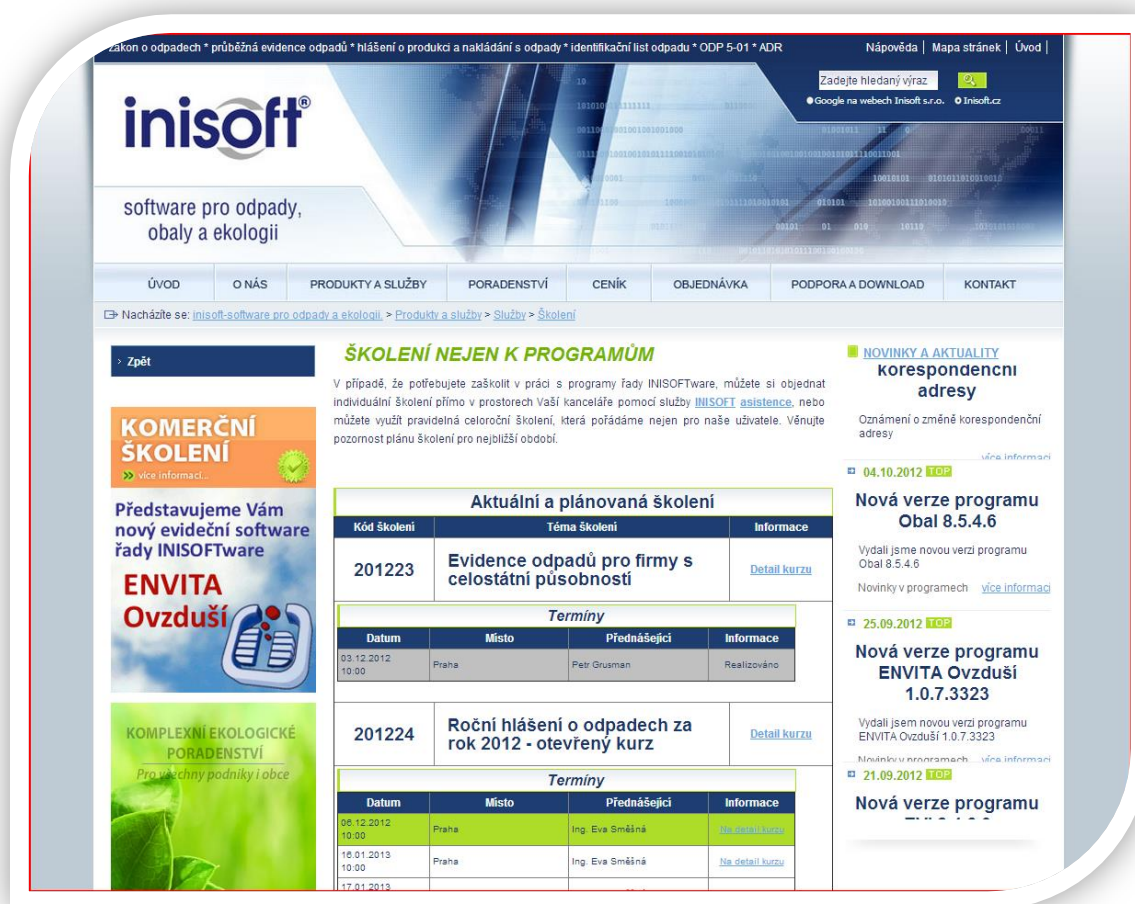 Zákon o odpadech * průběžná evidence odpadů * hlášení o produkci a nakládání s odpady * identifikační list odpadu * ODP 5-01 * ADR
Nápověda | Mapa stránek | Úvod |
Zadejte hledaný výraz
Google na webech Inisoft s.r.o. Inisoft.cz
inisoft®
software pro odpady,
obaly a ekologii
ÚVOD O NÁS PRODUKTY A SLUŽBY PORADENSTVÍ CENÍK OBJEDNÁVKA PODPORA A DOWNLOAD KONTAKT
Nacházíte se: inisoft-software pro odpady a ekologii. > Produkty a služby > Služby > Školení
› Zpět
KOMERČNÍ
ŠKOLENÍ
více informací...
Představujeme Vám
nový evideční software
řady INISOFTware
ENVITA
Ovzduší
KOMPLEXNÍ EKOLOGICKÉ
PORADENSTVÍ
Pro všechny podniky i obce
ŠKOLENÍ NEJEN K PROGRAMŮM
V případě, že potřebujete zaškolit v práci s programy řady INISOFTware, můžete si objednat
individuální školení přímo v prostorech Vaší kanceláře pomocí služby INISOFT asistence, nebo
můžete využít pravidelná celoroční školení, která pořádáme nejen pro naše uživatele. Věnujte
pozornost plánu školení pro nejbližší období.
Aktuální a plánovaná školení
Kód školení Téma školení Informace
201223 Evidence odpadů pro firmy s
celostátní působností Detail kurzu
Termíny
Datum Místo Přednášející Informace
03.12.2012
10:00 Praha Petr Grusman Realizováno
201224 Roční hlášení o odpadech za
rok 2012 - otevřený kurz Detail kurzu
Termíny
Datum Místo Přednášející Informace
06.12.2012
10:00 Praha Ing. Eva Směšná Na detail kurzu
16.01.2013
10:00 Praha Ing. Eva Směšná Na detail kurzu
17.01.2013
NOVINKY A AKTUALITY
korespondenční
adresy
Oznámení o změně korespondenční
adresy
více informací
04.10.2012 TOP
Nová verze programu
Obal 8.5.4.6
Vydali jsme novou verzi programu
Obal 8.5.4.6
Novinky v programech více informací
25.09.2012 TOP
Nová verze programu
ENVITA Ovzduší
1.0.7.3323
Vydali jsem novou verzi programu
ENVITA Ovzduší 1.0.7.3323
Novinky v programech více informací
21.09.2012 TOP
Nová verze programu